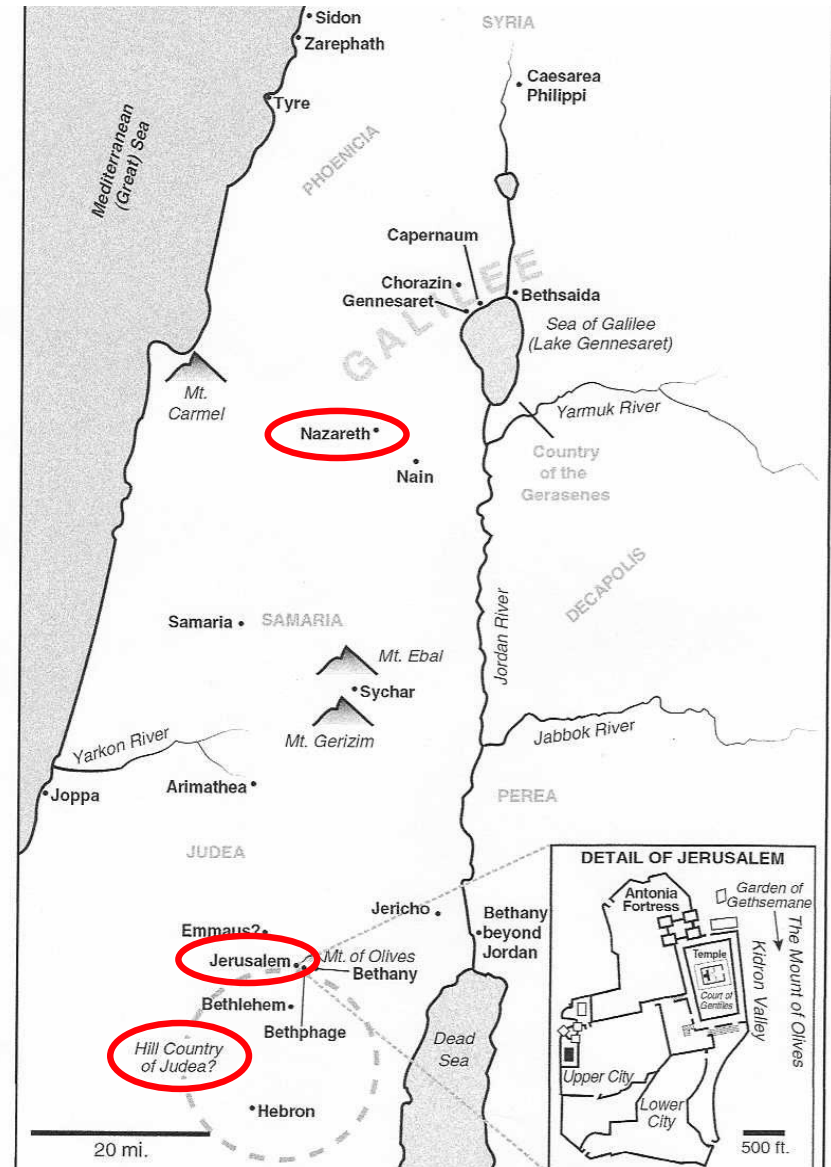 Sidon
Zarephath
SYRIA
Caesarea
Philippi
Tyre
Mediterranean
(Great) Sea
PHOENICIA
Capernaum
Chorazin
Gennesaret
Bethsaida
GALILEE
Sea of Galilee
(Lake Gennesaret)
Mt.
Carmel
Yarmuk River
Nazareth
Nain
Country
of the
Gerasenes
DECAPOLIS
Samaria
SAMARIA
Mt. Ebal
Jordan River
Sychar
Mt. Gerizim
Yarkon River
Jabbok River
Joppa
Arimathea
PEREA
JUDEA
Jericho
Bethany
beyond
Jordan
Emmaus?
Jerusalem
Mt. of Olives
Bethany
Bethlehem
Bethphage
Hill Country
of Judea?
Dead
Sea
Hebron
20 mi.
DETAIL OF JERUSALEM
Antonia
Fortress
Garden of
Gethsemane
Temple
Court of
Gentiles
Kidron Valley
The Mount of Olives
Upper City
Lower
City
500 ft.